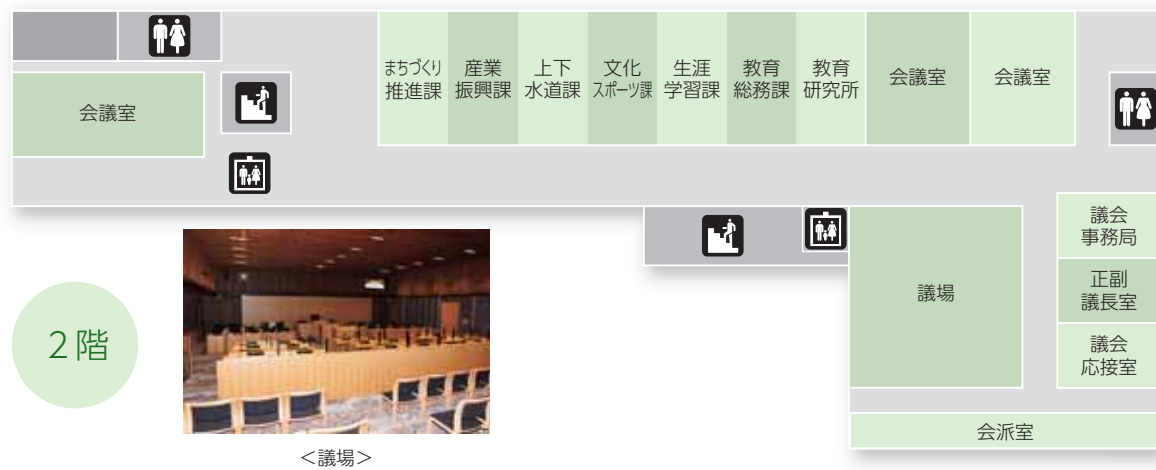 会議室
まちづくり
推進課
産業
振興課
上下
水道課
文化
スポーツ課
生涯
学習課
教育
総務課
教育
研究所
会議室
会議室
議会
事務局
正副
議長室
議会
応接室
議場
会派室
2階
＜議場＞